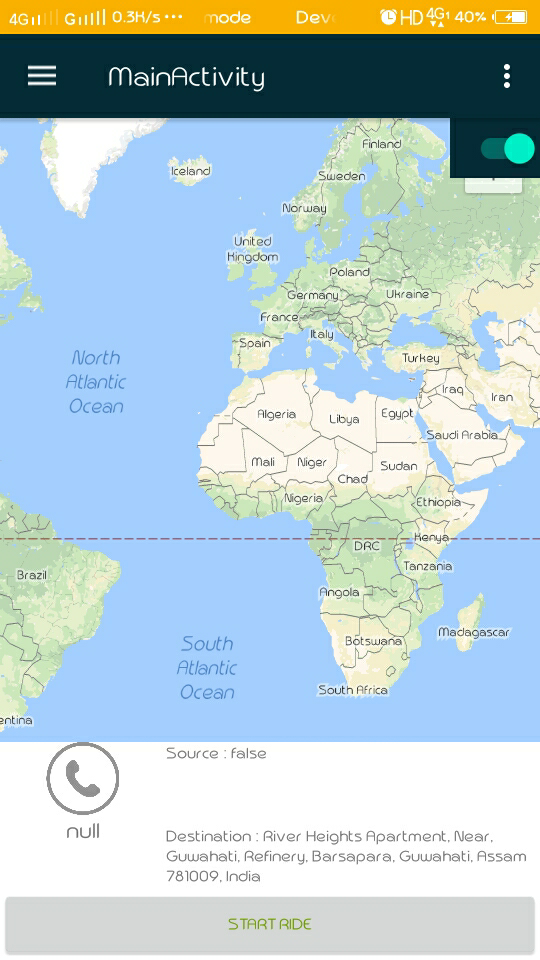 4G G 0.3K/s ... mode Dev HD 4G 40%
MainActivity
Finland
Iceland
Sweden
Norway
United
Kingdom
Poland
Germany
Ukraine
France
Italy
Spain
Turkey
North
Atlantic
Ocean
Iraq
Iran
Algeria
Libya
Egypt
Saudi Arabia
Mali
Niger
Sudan
Chad
Nigeria
Ethiopia
Kenya
DRC
Tanzania
Brazil
Angola
Madagascar
Botswana
South
Atlantic
Ocean
South Africa
entina
Source : false
null
Destination : River Heights Apartment, Near,
Guwahati, Refinery, Barsapara, Guwahati, Assam
781009, India
START RIDE